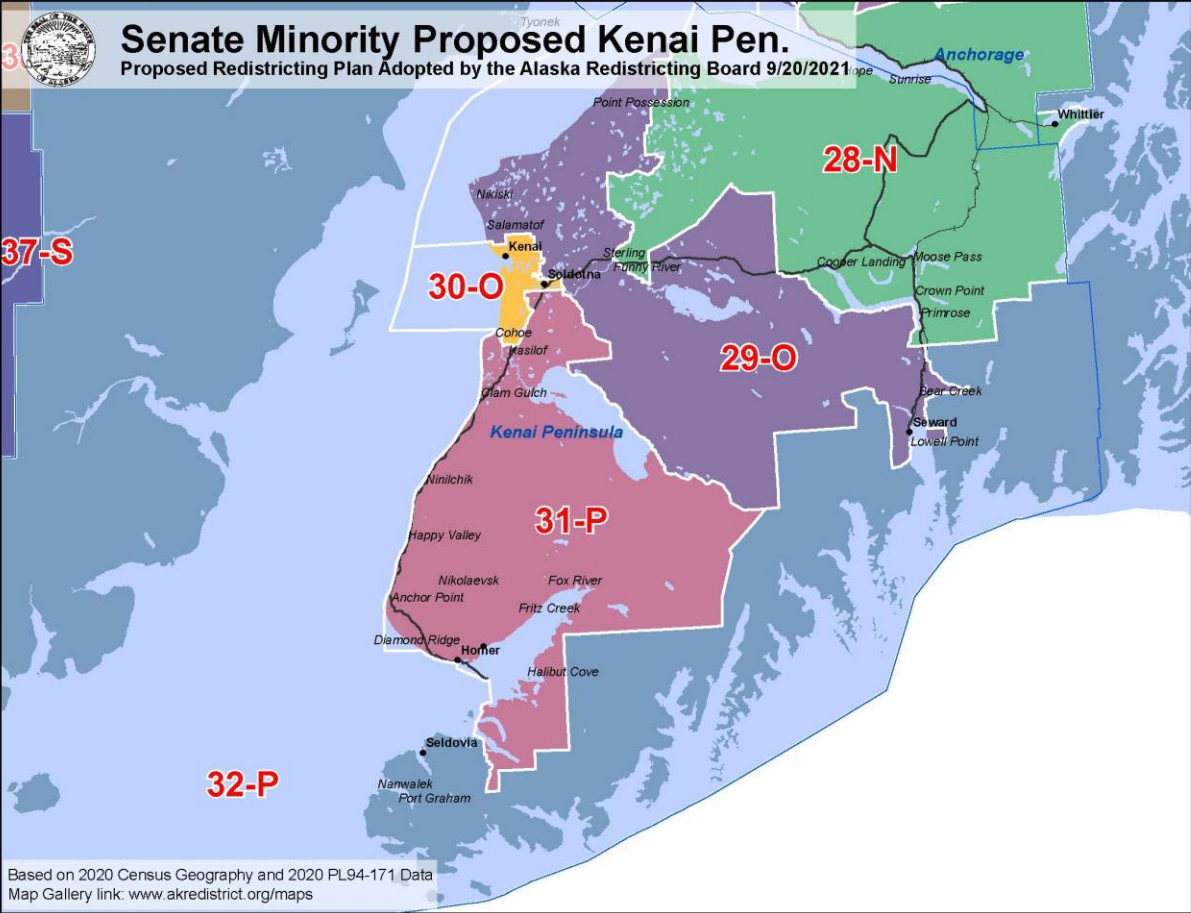 Tyonek
Senate Minority Proposed Kenai Pen.
Proposed Redistricting Plan Adopted by the Alaska Redistricting Board 9/20/2021
Anchorage
Sunrise
Point Possession
Whittier
28-N
Nikiski
Salamatof
37-S
Kenai
Sterling
Funny River
Cooper Landing
Moose Pass
Soldotna
30-O
Crown Point
Primrose
Cohoe
Kasilof
29-O
Clam Gulch
Bear Creek
Seward
Lowell Point
Kenai Peninsula
Ninilchik
31-P
Happy Valley
Nikolaevsk
Fox River
Anchor Point
Fritz Creek
Diamond Ridge
Homer
Halibut Cove
Seldovia
32-P
Nanwalek
Port Graham
Based on 2020 Census Geography and 2020 PL94-171 Data
Map Gallery link: www.akredistrict.org/maps